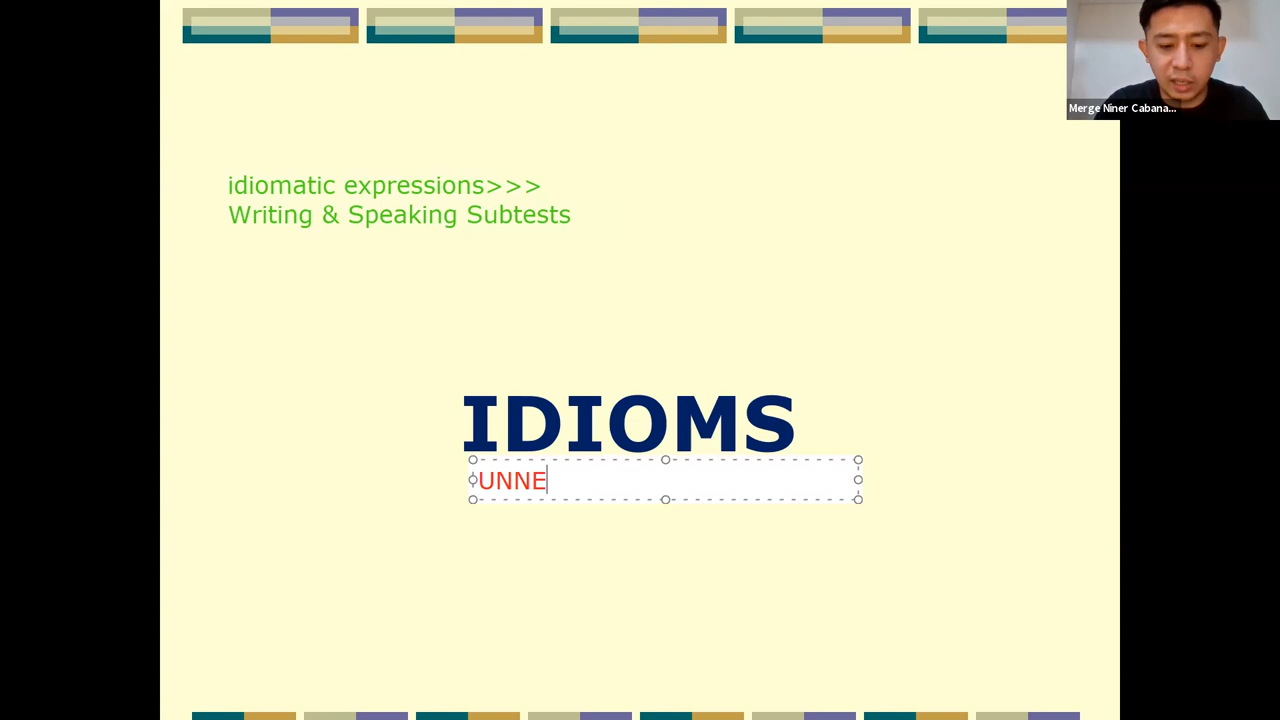 Merge Niner Cabana...
idiomatic expressions>>>
Writing & Speaking Subtests
IDIOMS
UNNE